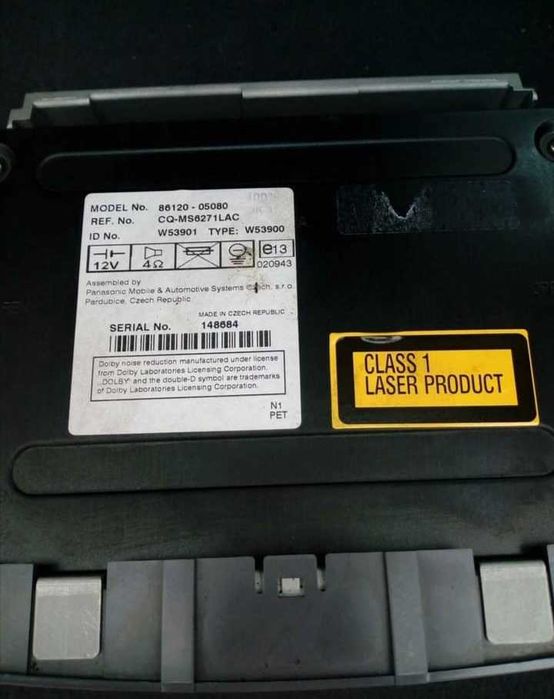 MODEL No. 86120 - 05080
REF. No. CQ-MS6271LAC
ID No. W53901 TYPE: W53900
12V 4Ω e13
020943
Assembled by
Panasonic Mobile & Automotive Systems Czech, s.r.o.
Pardubice, Czech Republic
MADE IN CZECH REPUBLIC
SERIAL No. 148684
Dolby noise reduction manufactured under license
from Dolby Laboratories Licensing Corporation.
„DOLBY' and the double-D symbol are trademarks
of Dolby Laboratories Licensing Corporation.
N1
PET
CLASS 1
LASER PRODUCT